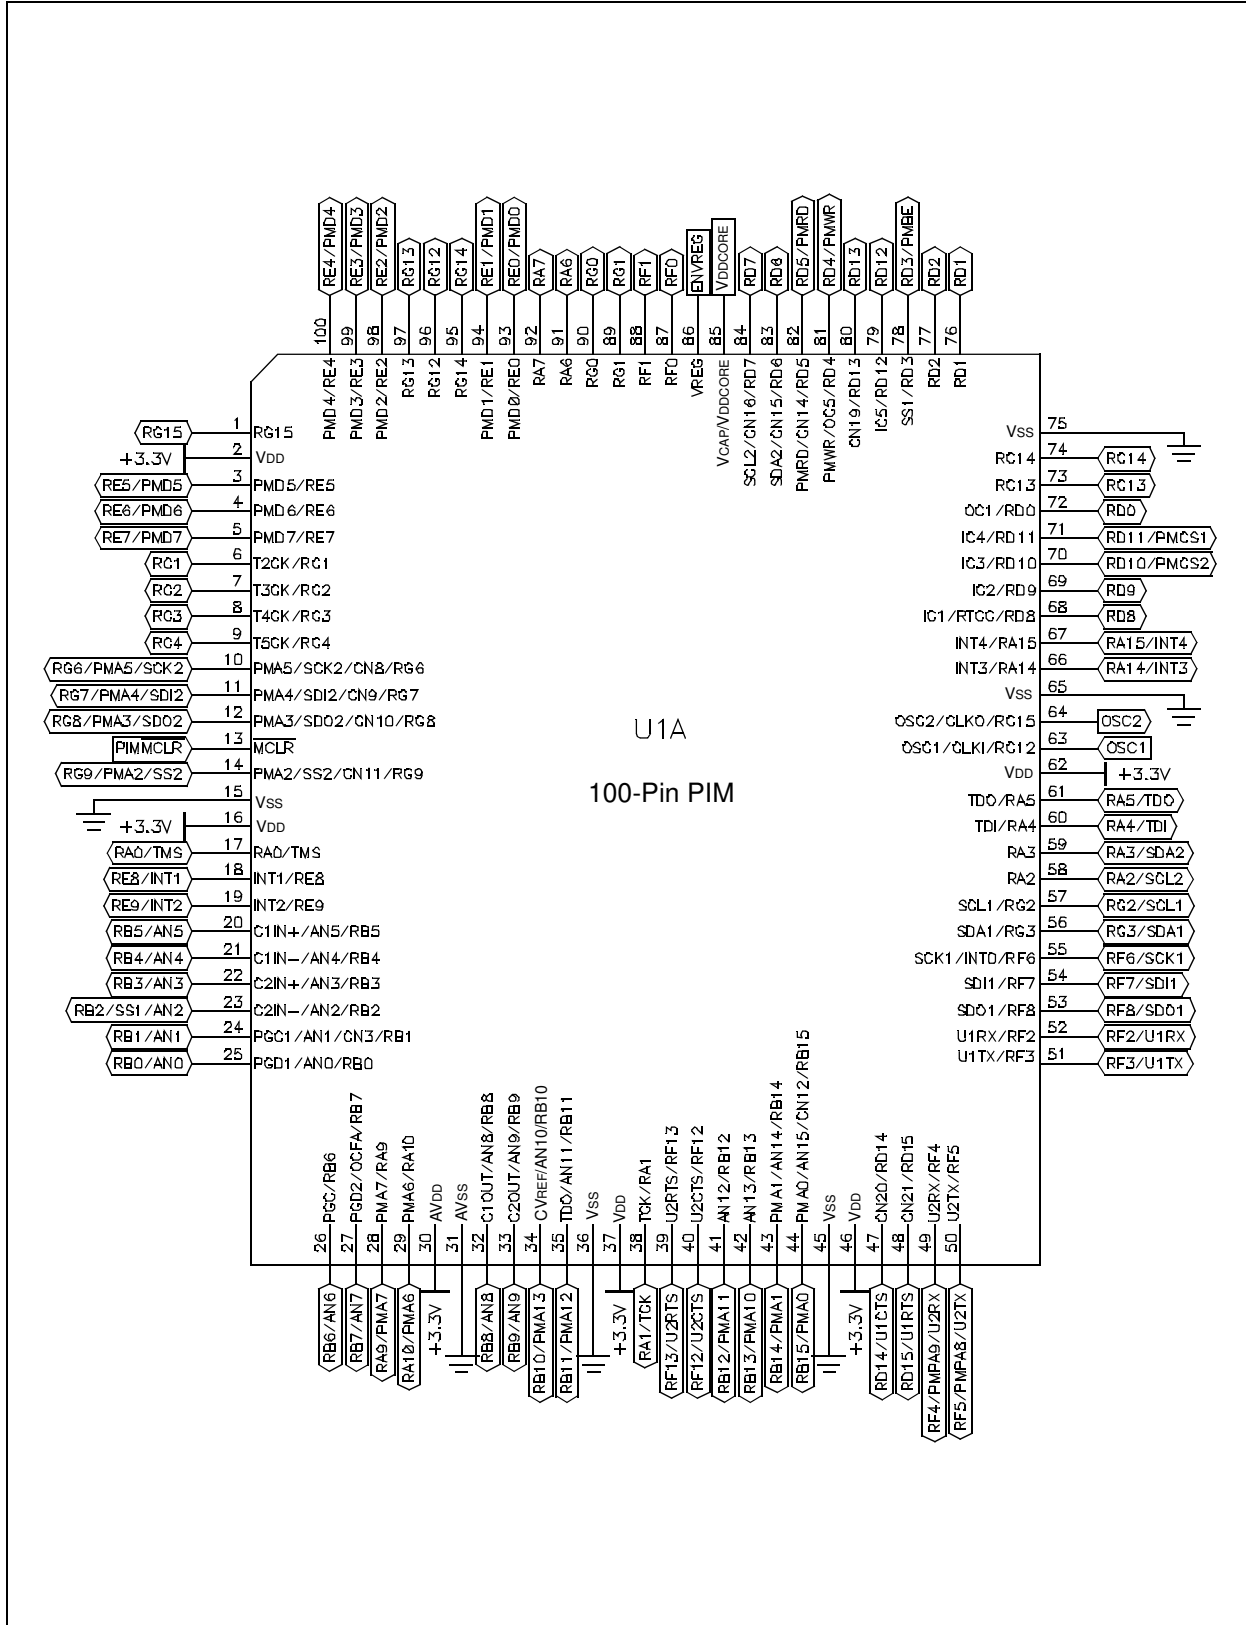 RE4/PMD4 RE3/PMD3 RE2/PMD2 RG13 RG12 RG14 RE1/PMD1 RE0/PMD0 RA7 RA6 RG0 RG1 RF1 RF0 ENVREG VDDCORE RD7 RD6 RD5/PMRD RD4/PMWR RD13 RD12 RD3/PMBE RD2 RD1
100 99 98 97 96 95 94 93 92 91 90 89 88 87 86 85 84 83 82 81 80 79 78 77 76
PMD4/RE4 PMD3/RE3 PMD2/RE2 RG13 RG12 RG14 PMD1/RE1 PMD0/RE0 RA7 RA6 RG0 RG1 RF1 RF0 VREG VCAP/VDDCORE SCL2/CN16/RD7 SDA2/CN15/RD6 PMRD/CN14/RD5 PMWR/OC5/RD4 CN19/RD13 IC5/RD12 SS1/RD3 RD2 RD1
RG15 1 RG15
+3.3V 2 VDD
RE5/PMD5 3 PMD5/RE5
RE6/PMD6 4 PMD6/RE6
RE7/PMD7 5 PMD7/RE7
RC1 6 T2CK/RC1
RC2 7 T3CK/RC2
RC3 8 T4CK/RC3
RC4 9 T5CK/RC4
RG6/PMA5/SCK2 10 PMA5/SCK2/CN8/RG6
RG7/PMA4/SDI2 11 PMA4/SDI2/CN9/RG7
RG8/PMA3/SDO2 12 PMA3/SDO2/CN10/RG8
PIMMCLR 13 MCLR
RG9/PMA2/SS2 14 PMA2/SS2/CN11/RG9
15 VSS
+3.3V 16 VDD
RA0/TMS 17 RA0/TMS
RE8/INT1 18 INT1/RE8
RE9/INT2 19 INT2/RE9
RB5/AN5 20 C1IN+/AN5/RB5
RB4/AN4 21 C1IN-/AN4/RB4
RB3/AN3 22 C2IN+/AN3/RB3
RB2/SS1/AN2 23 C2IN-/AN2/RB2
RB1/AN1 24 PGC1/AN1/CN3/RB1
RB0/AN0 25 PGD1/AN0/RB0
U1A
100-Pin PIM
VSS 75
RC14 74 RC14
RC13 73 RC13
OC1/RD0 72 RD0
IC4/RD11 71 RD11/PMCS1
IC3/RD10 70 RD10/PMCS2
IC2/RD9 69 RD9
IC1/RTCC/RD8 68 RD8
INT4/RA15 67 RA15/INT4
INT3/RA14 66 RA14/INT3
VSS 65
OSC2/CLKO/RC15 64 OSC2
OSC1/CLKI/RC12 63 OSC1
VDD 62 +3.3V
TDO/RA5 61 RA5/TDO
TDI/RA4 60 RA4/TDI
RA3 59 RA3/SDA2
RA2 58 RA2/SCL2
SCL1/RG2 57 RG2/SCL1
SDA1/RG3 56 RG3/SDA1
SCK1/INT0/RF6 55 RF6/SCK1
SDI1/RF7 54 RF7/SDI1
SDO1/RF8 53 RF8/SDO1
U1RX/RF2 52 RF2/U1RX
U1TX/RF3 51 RF3/U1TX
PGC/RB6 PGD2/OCFA/RB7 PMA7/RA9 PMA6/RA10 AVDD AVSS C1OUT/AN8/RB8 C2OUT/AN9/RB9 CVREF/AN10/RB10 TDO/AN11/RB11 VSS VDD TCK/RA1 U2RTS/RF13 U2CTS/RF12 AN12/RB12 AN13/RB13 PMA1/AN14/RB14 PMA0/AN15/CN12/RB15 VSS VDD CN20/RD14 CN21/RD15 U2RX/RF4 U2TX/RF5
26 27 28 29 30 31 32 33 34 35 36 37 38 39 40 41 42 43 44 45 46 47 48 49 50
RB6/AN6 RB7/AN7 RA9/PMA7 RA10/PMA6 +3.3V RB8/AN8 RB9/AN9 RB10/PMA13 RB11/PMA12 +3.3V RA1/TCK RF13/U2RTS RF12/U2CTS RB12/PMA11 RB13/PMA10 RB14/PMA1 RB15/PMA0 +3.3V RD14/U1CTS RD15/U1RTS RF4/PMPA9/U2RX RF5/PMPA8/U2TX